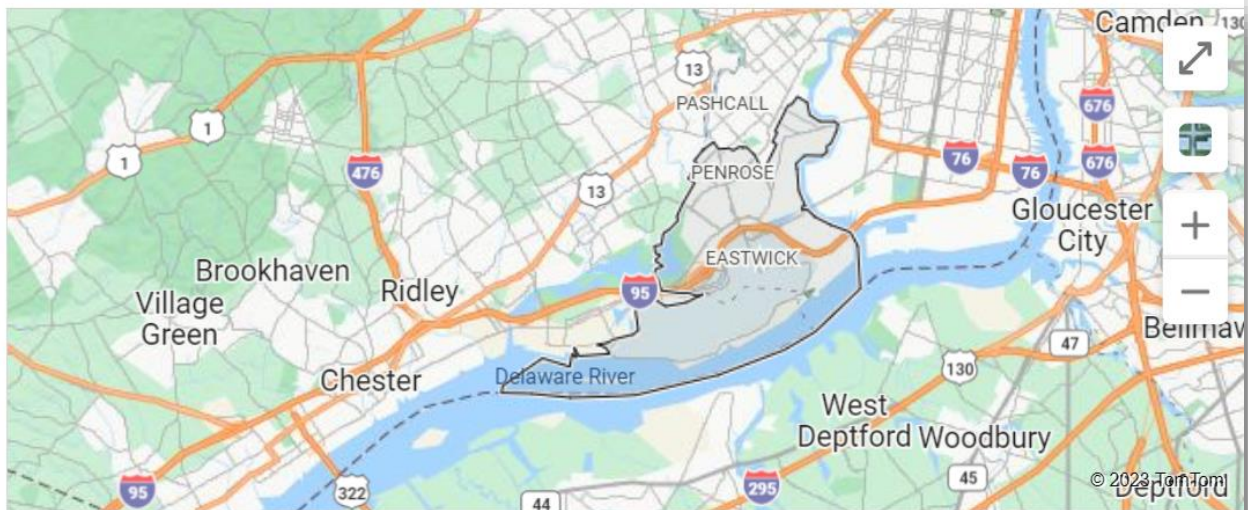 Camden
130
13
676
PASHCALL
1
1
476
76
76
676
PENROSE
13
Gloucester
City
EASTWICK
Brookhaven
Ridley
95
Village
Green
47
130
Delaware River
Chester
West
Deptford
Woodbury
95
322
295
45
© 2023 TomTom
Deptford
44